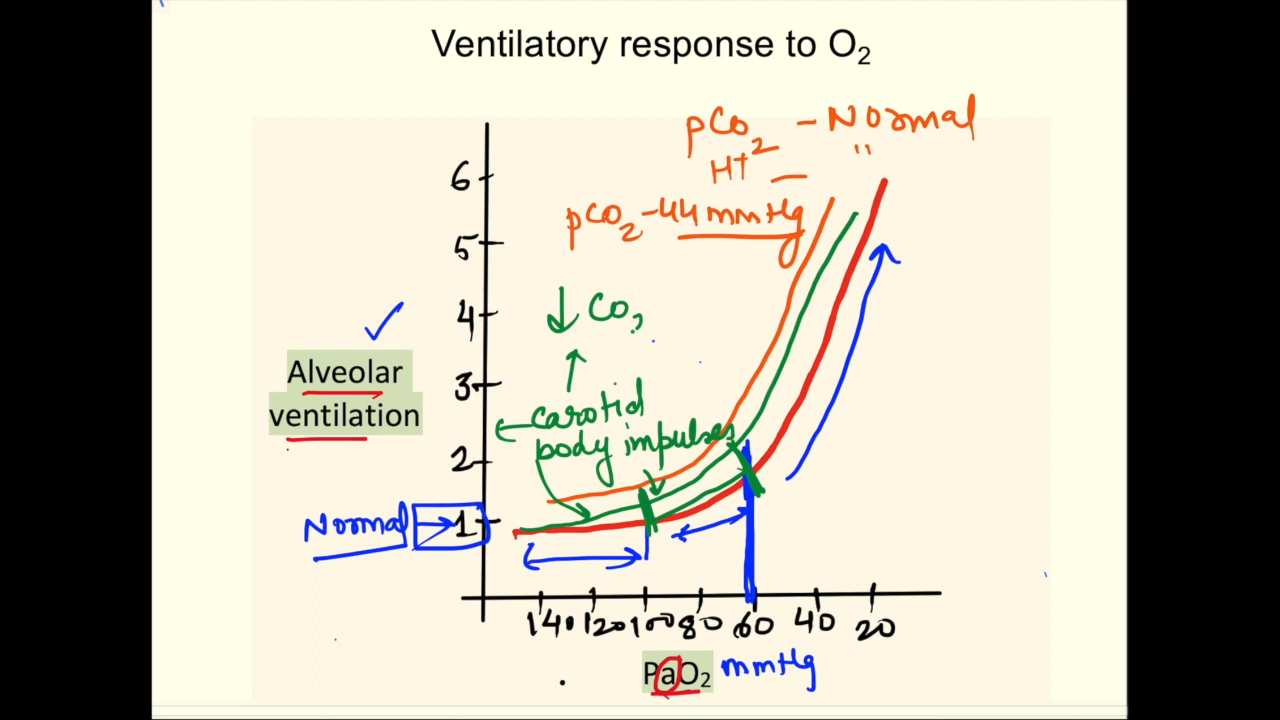 Ventilatory response to O₂
pCO₂ - Normal
H⁺ - "
pCO₂ - 44 mmHg
6
5
↓ CO₂
4
Alveolar
ventilation
3
carotid
body impulses
2
Normal → 1
140 120 100 80 60 40 20
PaO₂ mmHg